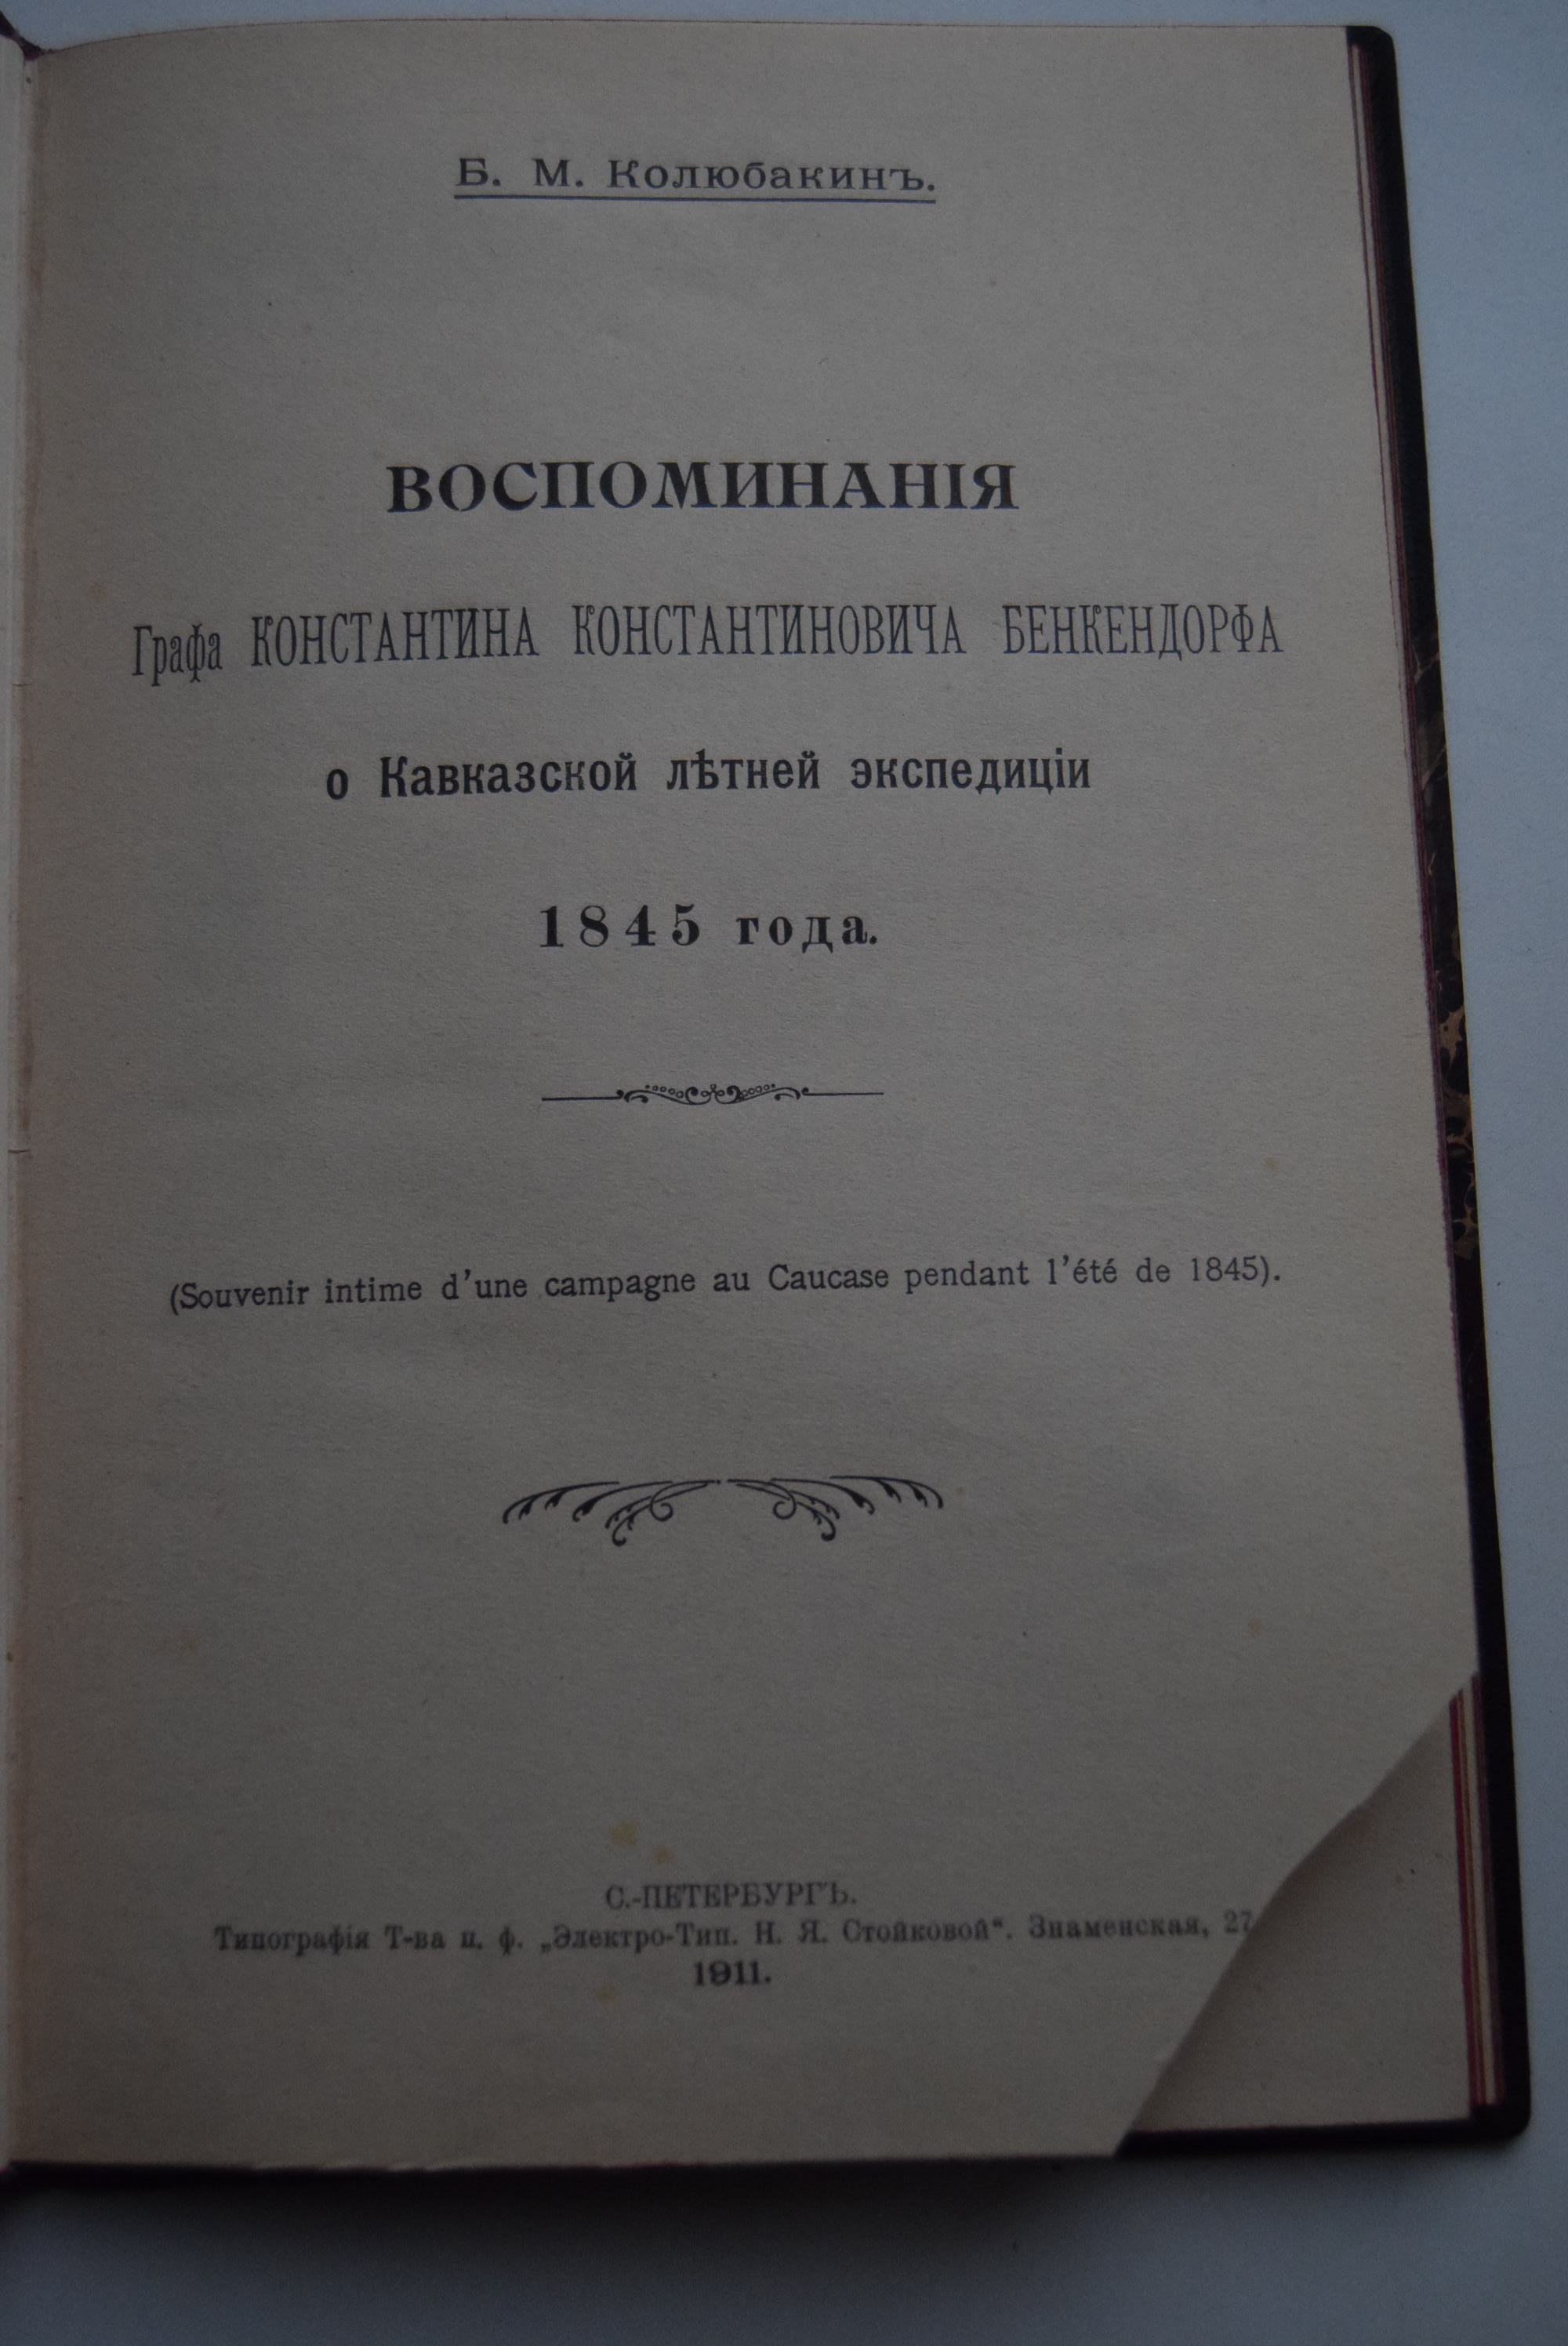 Б. М. Колюбакинъ.
ВОСПОМИНАНІЯ
Графа КОНСТАНТИНА КОНСТАНТИНОВИЧА БЕНКЕНДОРФА
о Кавказской лѣтней экспедиціи
1845 года.
(Souvenir intime d'une campagne au Caucase pendant l'été de 1845).
С.-ПЕТЕРБУРГЪ.
Типографія Т-ва п. ф. „Электро-Тип. Н. Я. Стойковой“. Знаменская, 27
1911.